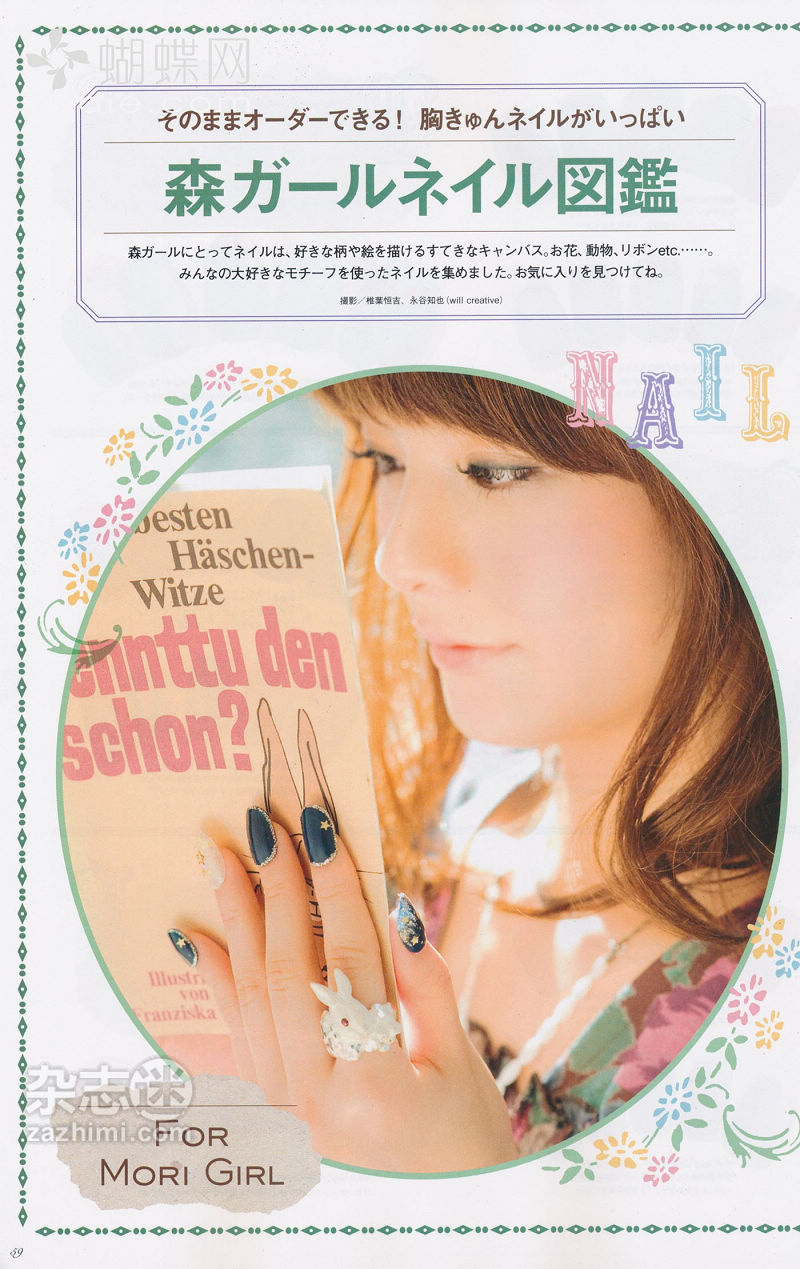 蝴蝶网
そのままオーダーできる! 胸きゅんネイルがいっぱい
森ガールネイル図鑑
森ガールにとってネイルは、好きな柄や絵を描けるすてきなキャンバス。お花、動物、リボンetc.……。
みんなの大好きなモチーフを使ったネイルを集めました。お気に入りを見つけてね。
撮影／椎葉恒吉、永谷知也(will creative)
NAIL
besten
Häschen-
Witze
ennttu den
schon?
Illustri
von
Franziska
杂志迷
zazhimi.com
FOR
MORI GIRL
59